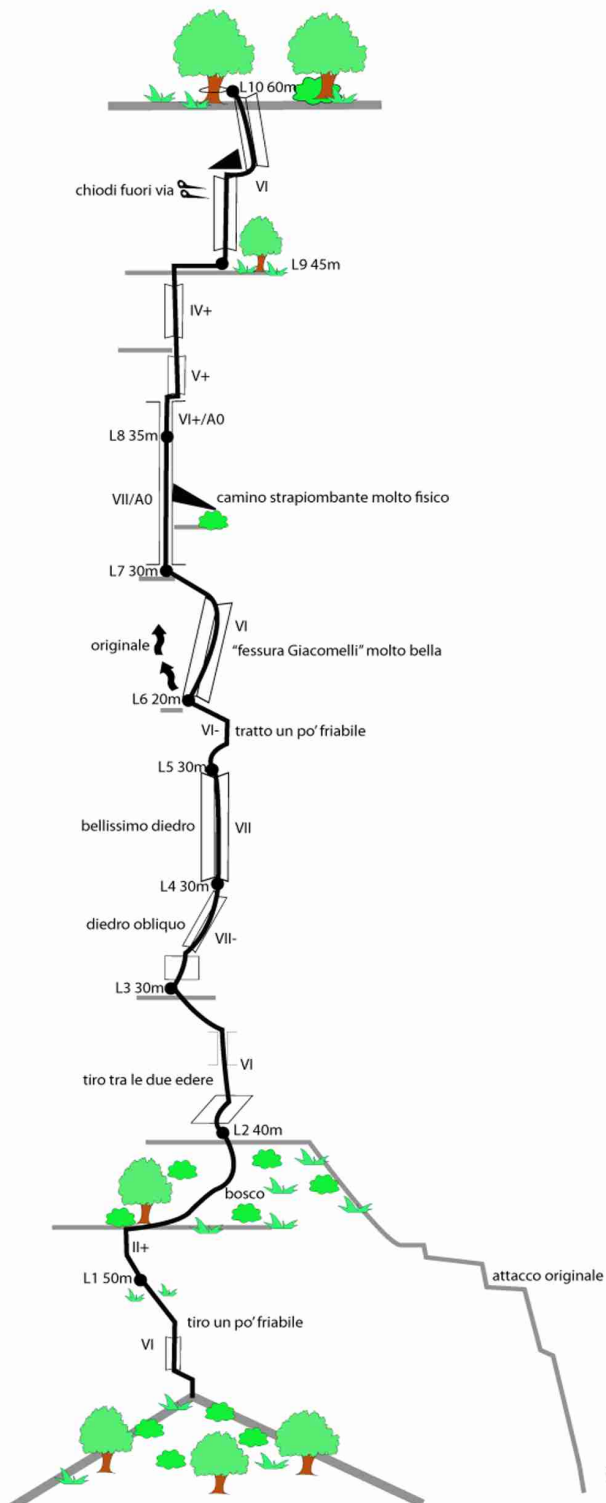 L10 60m
chiodi fuori via
VI
L9 45m
IV+
V+
VI+/A0
L8 35m
VII/A0
camino strapiombante molto fisico
L7 30m
VI
originale
"fessura Giacomelli" molto bella
L6 20m
VI-
tratto un po' friabile
L5 30m
bellissimo diedro
VII
L4 30m
diedro obliquo
VII-
L3 30m
VI
tiro tra le due edere
L2 40m
bosco
II+
L1 50m
attacco originale
tiro un po' friabile
VI